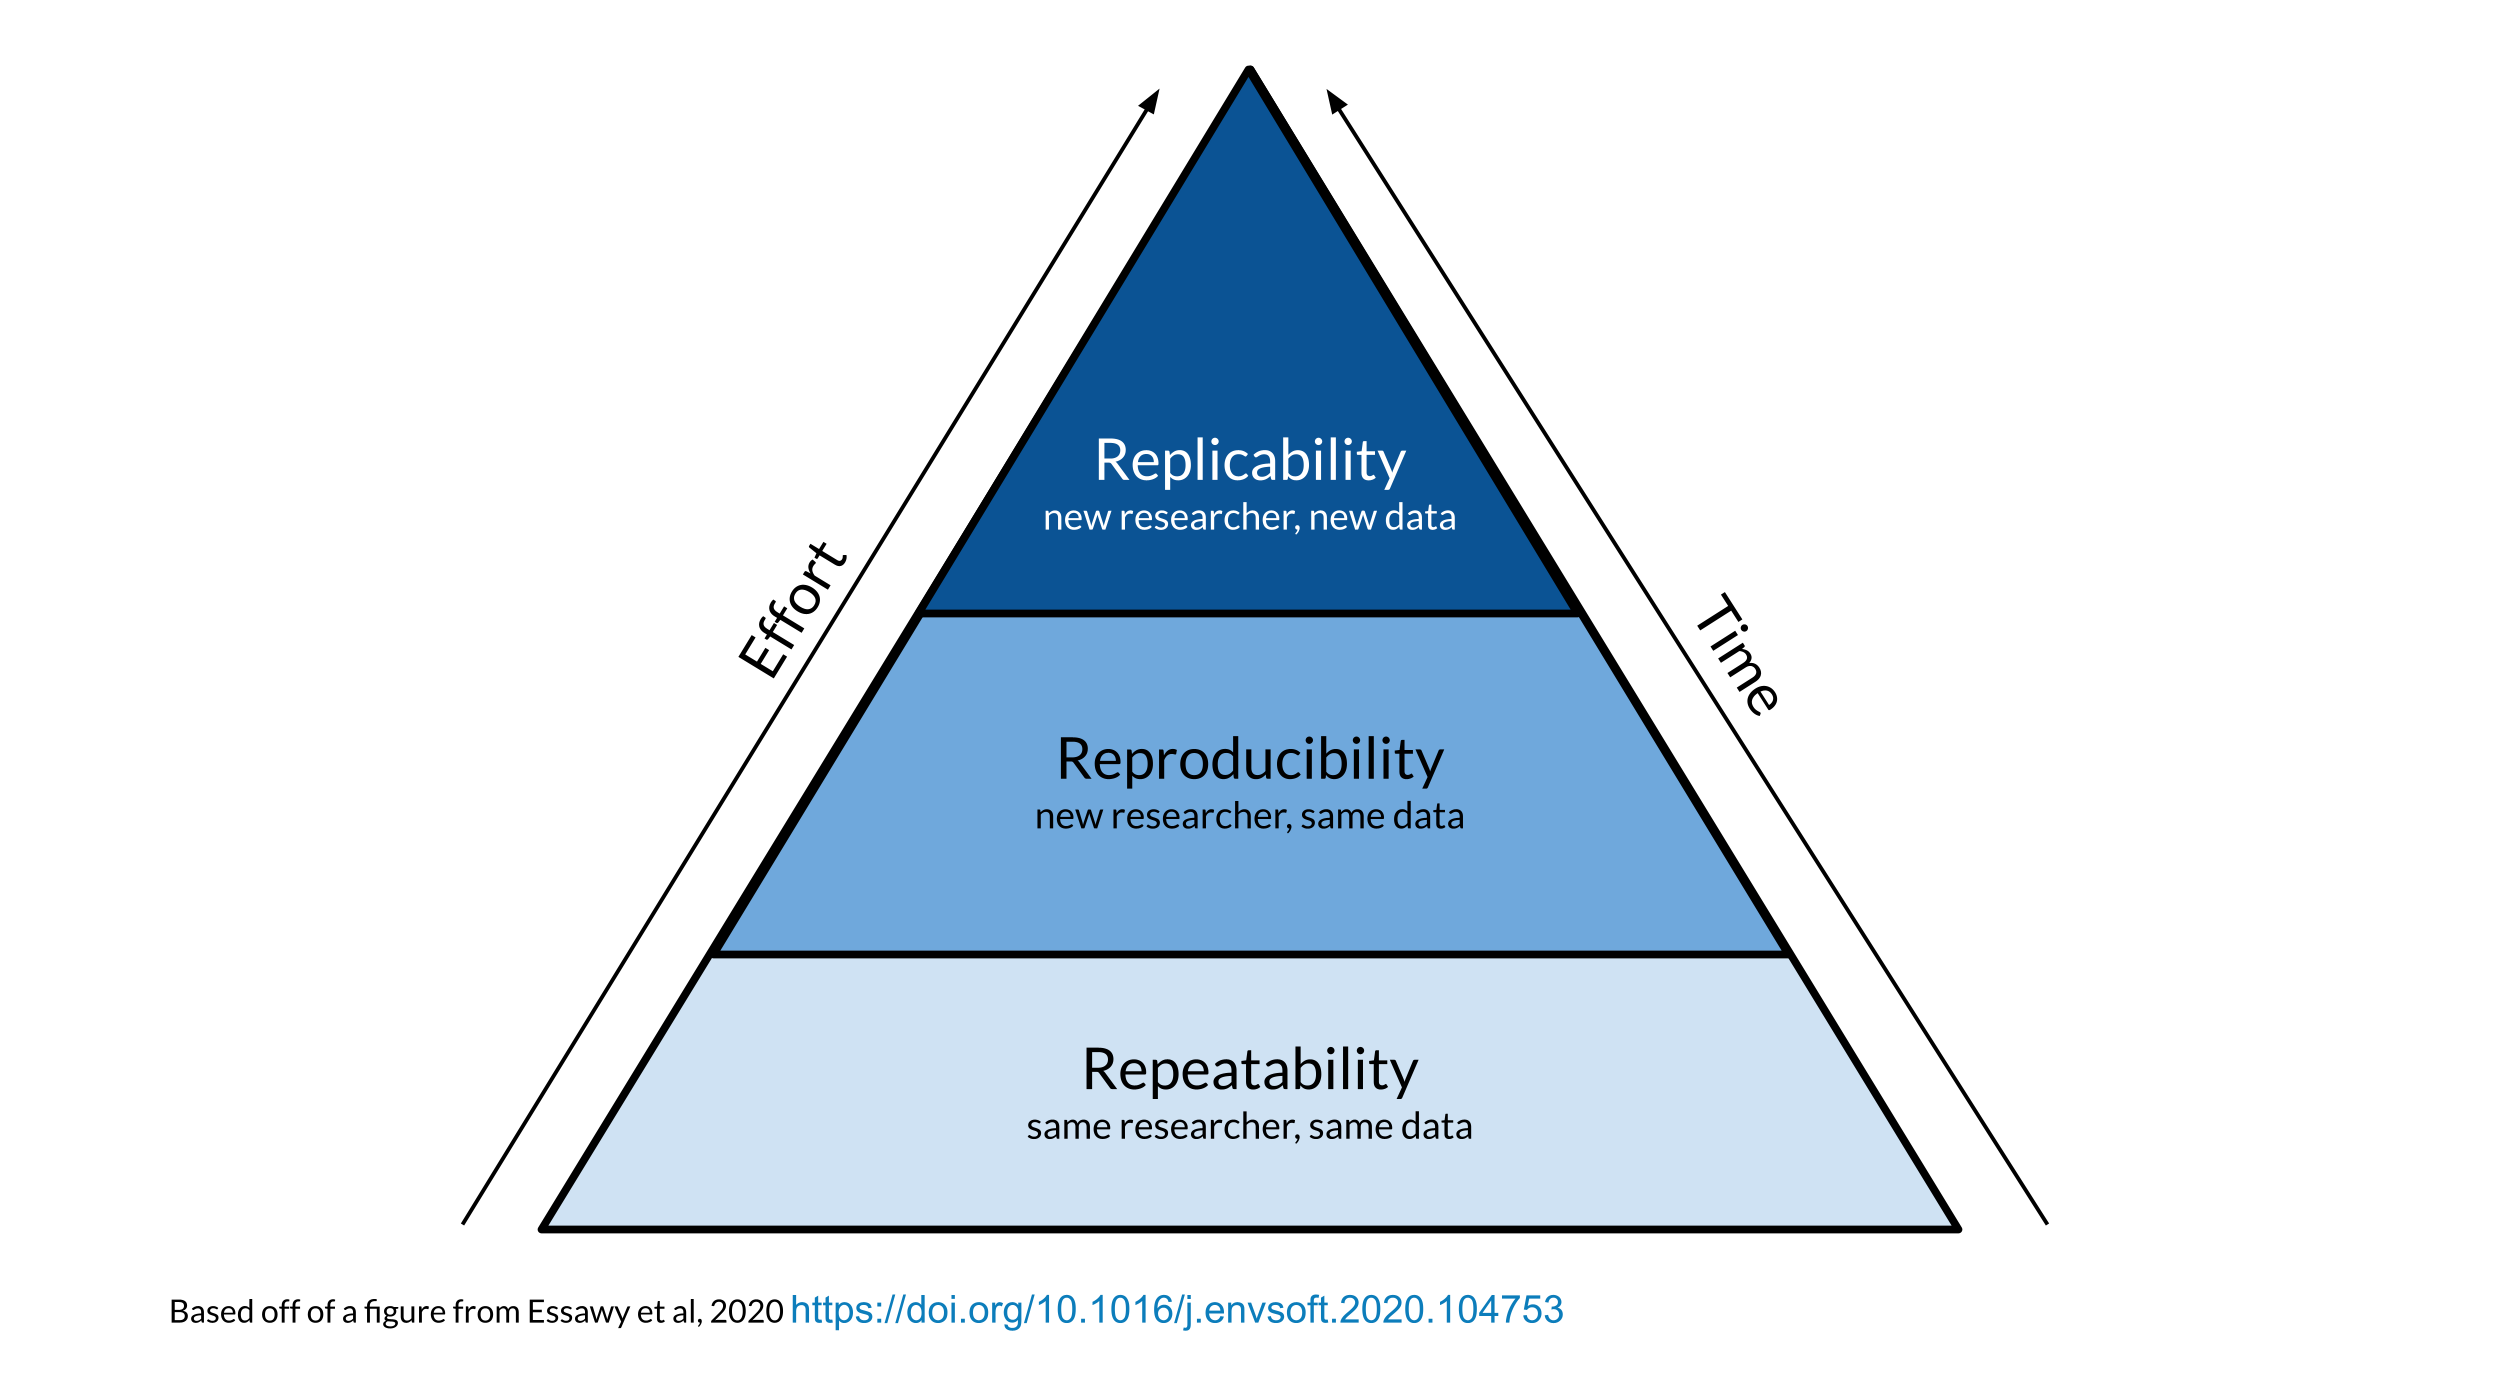 Replicability
new researcher, new data
Effort
Time
Reproducibility
new researcher, same data
Repeatability
same researcher, same data
Based off of a figure from Essawy et al, 2020 https://doi.org/10.1016/j.envsoft.2020.104753